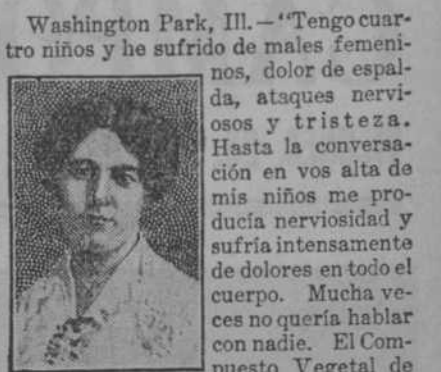 Washington Park, Ill.—"Tengo cuar-
tro niños y he sufrido de males femeni-
nos, dolor de espal-
da, ataques nervi-
osos y tristeza.
Hasta la conversa-
ción en vos alta de
mis niños me pro-
ducía nerviosidad y
sufría intensamente
de dolores en todo el
cuerpo. Mucha ve-
ces no quería hablar
con nadie. El Com-
puesto Vegetal de